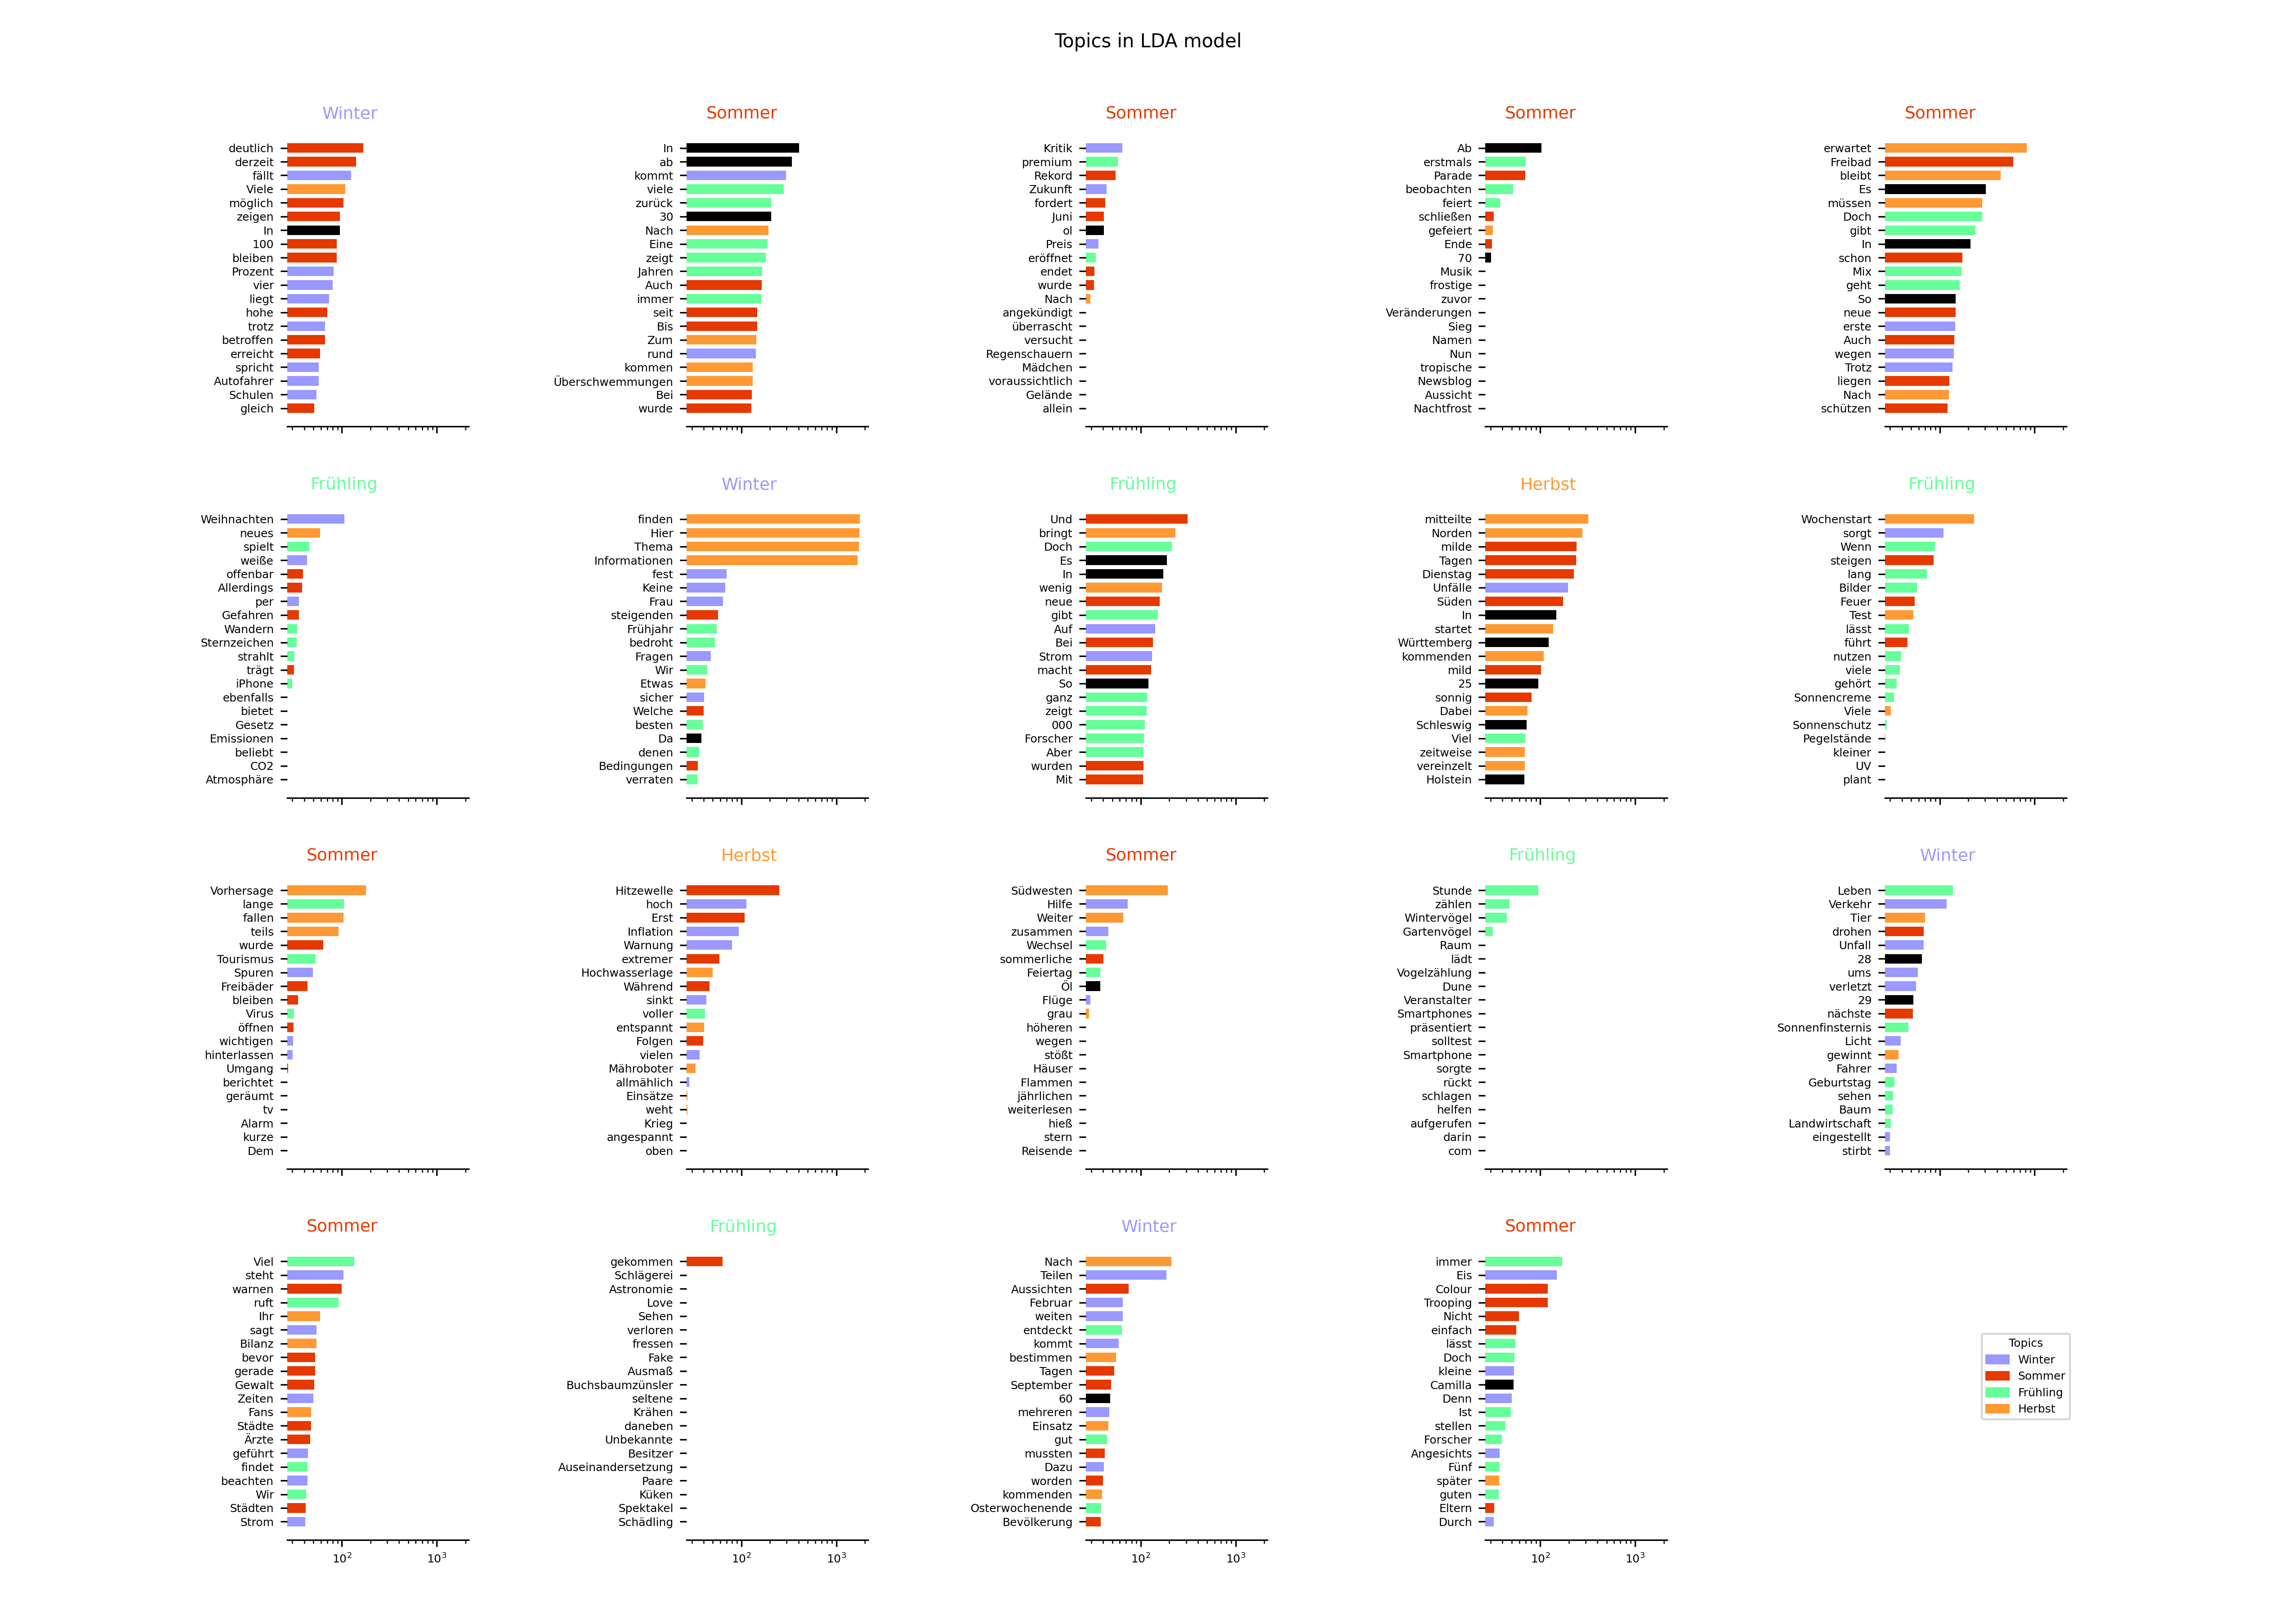 Topics in LDA model
Winter
deutlich
derzeit
fällt
Viele
möglich
zeigen
In
100
bleiben
Prozent
vier
liegt
hohe
trotz
betroffen
erreicht
spricht
Autofahrer
Schulen
gleich
Sommer
In
ab
kommt
viele
zurück
30
Nach
Eine
zeigt
Jahren
Auch
immer
seit
Bis
Zum
rund
kommen
Überschwemmungen
Bei
wurde
Sommer
Kritik
premium
Rekord
Zukunft
fordert
Juni
ol
Preis
eröffnet
endet
wurde
Nach
angekündigt
überrascht
versucht
Regenschauern
Mädchen
voraussichtlich
Gelände
allein
Sommer
Ab
erstmals
Parade
beobachten
feiert
schließen
gefeiert
Ende
70
Musik
frostige
zuvor
Veränderungen
Sieg
Namen
Nun
tropische
Newsblog
Aussicht
Nachtfrost
Sommer
erwartet
Freibad
bleibt
Es
müssen
Doch
gibt
In
schon
Mix
geht
So
neue
erste
Auch
wegen
Trotz
liegen
Nach
schützen
Frühling
Weihnachten
neues
spielt
weiße
offenbar
Allerdings
per
Gefahren
Wandern
Sternzeichen
strahlt
trägt
iPhone
ebenfalls
bietet
Gesetz
Emissionen
beliebt
CO2
Atmosphäre
Winter
finden
Hier
Thema
Informationen
fest
Keine
Frau
steigenden
Frühjahr
bedroht
Fragen
Wir
Etwas
sicher
Welche
besten
Da
denen
Bedingungen
verraten
Frühling
Und
bringt
Doch
Es
In
wenig
neue
gibt
Auf
Bei
Strom
macht
So
ganz
zeigt
000
Forscher
Aber
wurden
Mit
Herbst
mitteilte
Norden
milde
Tagen
Dienstag
Unfälle
Süden
In
startet
Württemberg
kommenden
mild
25
sonnig
Dabei
Schleswig
Viel
zeitweise
vereinzelt
Holstein
Frühling
Wochenstart
sorgt
Wenn
steigen
lang
Bilder
Feuer
Test
lässt
führt
nutzen
viele
gehört
Sonnencreme
Viele
Sonnenschutz
Pegelstände
kleiner
UV
plant
Sommer
Vorhersage
lange
fallen
teils
wurde
Tourismus
Spuren
Freibäder
bleiben
Virus
öffnen
wichtigen
hinterlassen
Umgang
berichtet
geräumt
tv
Alarm
kurze
Dem
Herbst
Hitzewelle
hoch
Erst
Inflation
Warnung
extremer
Hochwasserlage
Während
sinkt
voller
entspannt
Folgen
vielen
Mähroboter
allmählich
Einsätze
weht
Krieg
angespannt
oben
Sommer
Südwesten
Hilfe
Weiter
zusammen
Wechsel
sommerliche
Feiertag
Öl
Flüge
grau
höheren
wegen
stößt
Häuser
Flammen
jährlichen
weiterlesen
hieß
stern
Reisende
Frühling
Stunde
zählen
Wintervögel
Gartenvögel
Raum
lädt
Vogelzählung
Dune
Veranstalter
Smartphones
präsentiert
solltest
Smartphone
sorgte
rückt
schlagen
helfen
aufgerufen
darin
com
Winter
Leben
Verkehr
Tier
drohen
Unfall
28
ums
verletzt
29
nächste
Sonnenfinsternis
Licht
gewinnt
Fahrer
Geburtstag
sehen
Baum
Landwirtschaft
eingestellt
stirbt
Sommer
Viel
steht
warnen
ruft
Ihr
sagt
Bilanz
bevor
gerade
Gewalt
Zeiten
Fans
Städte
Ärzte
geführt
findet
beachten
Wir
Städten
Strom
10² 10³
Frühling
gekommen
Schlägerei
Astronomie
Love
Sehen
verloren
fressen
Fake
Ausmaß
Buchsbaumzünsler
seltene
Krähen
daneben
Unbekannte
Besitzer
Auseinandersetzung
Paare
Küken
Spektakel
Schädling
10² 10³
Winter
Nach
Teilen
Aussichten
Februar
weiten
entdeckt
kommt
bestimmen
Tagen
September
60
mehreren
Einsatz
gut
mussten
Dazu
worden
kommenden
Osterwochenende
Bevölkerung
10² 10³
Sommer
immer
Eis
Colour
Trooping
Nicht
einfach
lässt
Doch
kleine
Camilla
Denn
Ist
stellen
Forscher
Angesichts
Fünf
später
guten
Eltern
Durch
10² 10³
Topics
Winter
Sommer
Frühling
Herbst